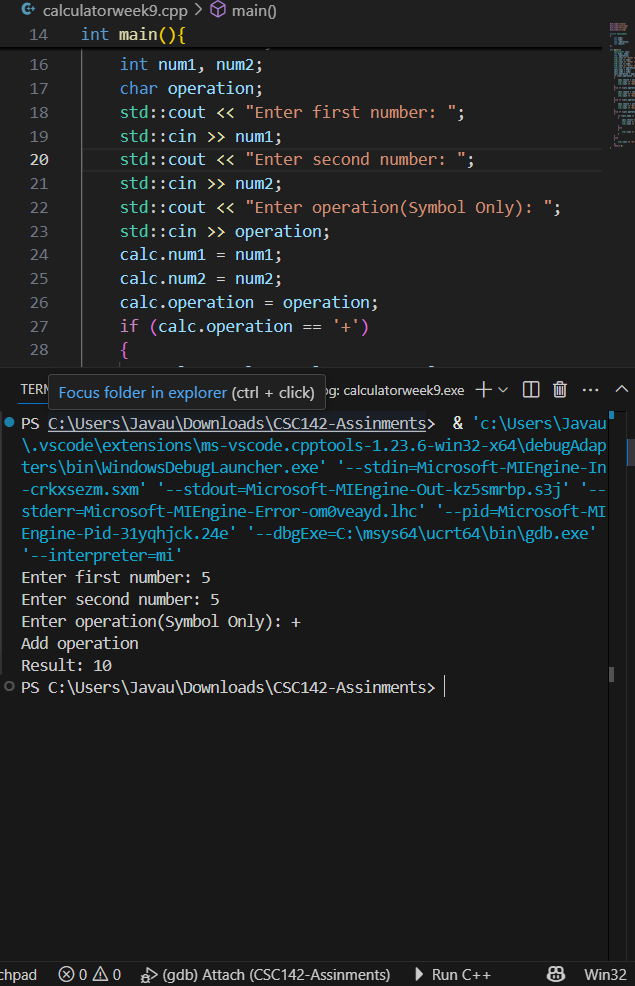 calculatorweek9.cpp > main()
14 int main(){
16 int num1, num2;
17 char operation;
18 std::cout << "Enter first number: ";
19 std::cin >> num1;
20 std::cout << "Enter second number: ";
21 std::cin >> num2;
22 std::cout << "Enter operation(Symbol Only): ";
23 std::cin >> operation;
24 calc.num1 = num1;
25 calc.num2 = num2;
26 calc.operation = operation;
27 if (calc.operation == '+')
28 {
TERM Focus folder in explorer (ctrl + click) og: calculatorweek9.exe
PS C:\Users\Javau\Downloads\CSC142-Assinments> & 'c:\Users\Javau
\.vscode\extensions\ms-vscode.cpptools-1.23.6-win32-x64\debugAdap
ters\bin\WindowsDebugLauncher.exe' '--stdin=Microsoft-MIEngine-In
-crkxsezm.sxm' '--stdout=Microsoft-MIEngine-Out-kz5smrbp.s3j' '--
stderr=Microsoft-MIEngine-Error-om0veayd.lhc' '--pid=Microsoft-MI
Engine-Pid-31yqhjck.24e' '--dbgExe=C:\msys64\ucrt64\bin\gdb.exe'
'--interpreter=mi'
Enter first number: 5
Enter second number: 5
Enter operation(Symbol Only): +
Add operation
Result: 10
PS C:\Users\Javau\Downloads\CSC142-Assinments>
chpad 0 0 (gdb) Attach (CSC142-Assinments) Run C++ Win32